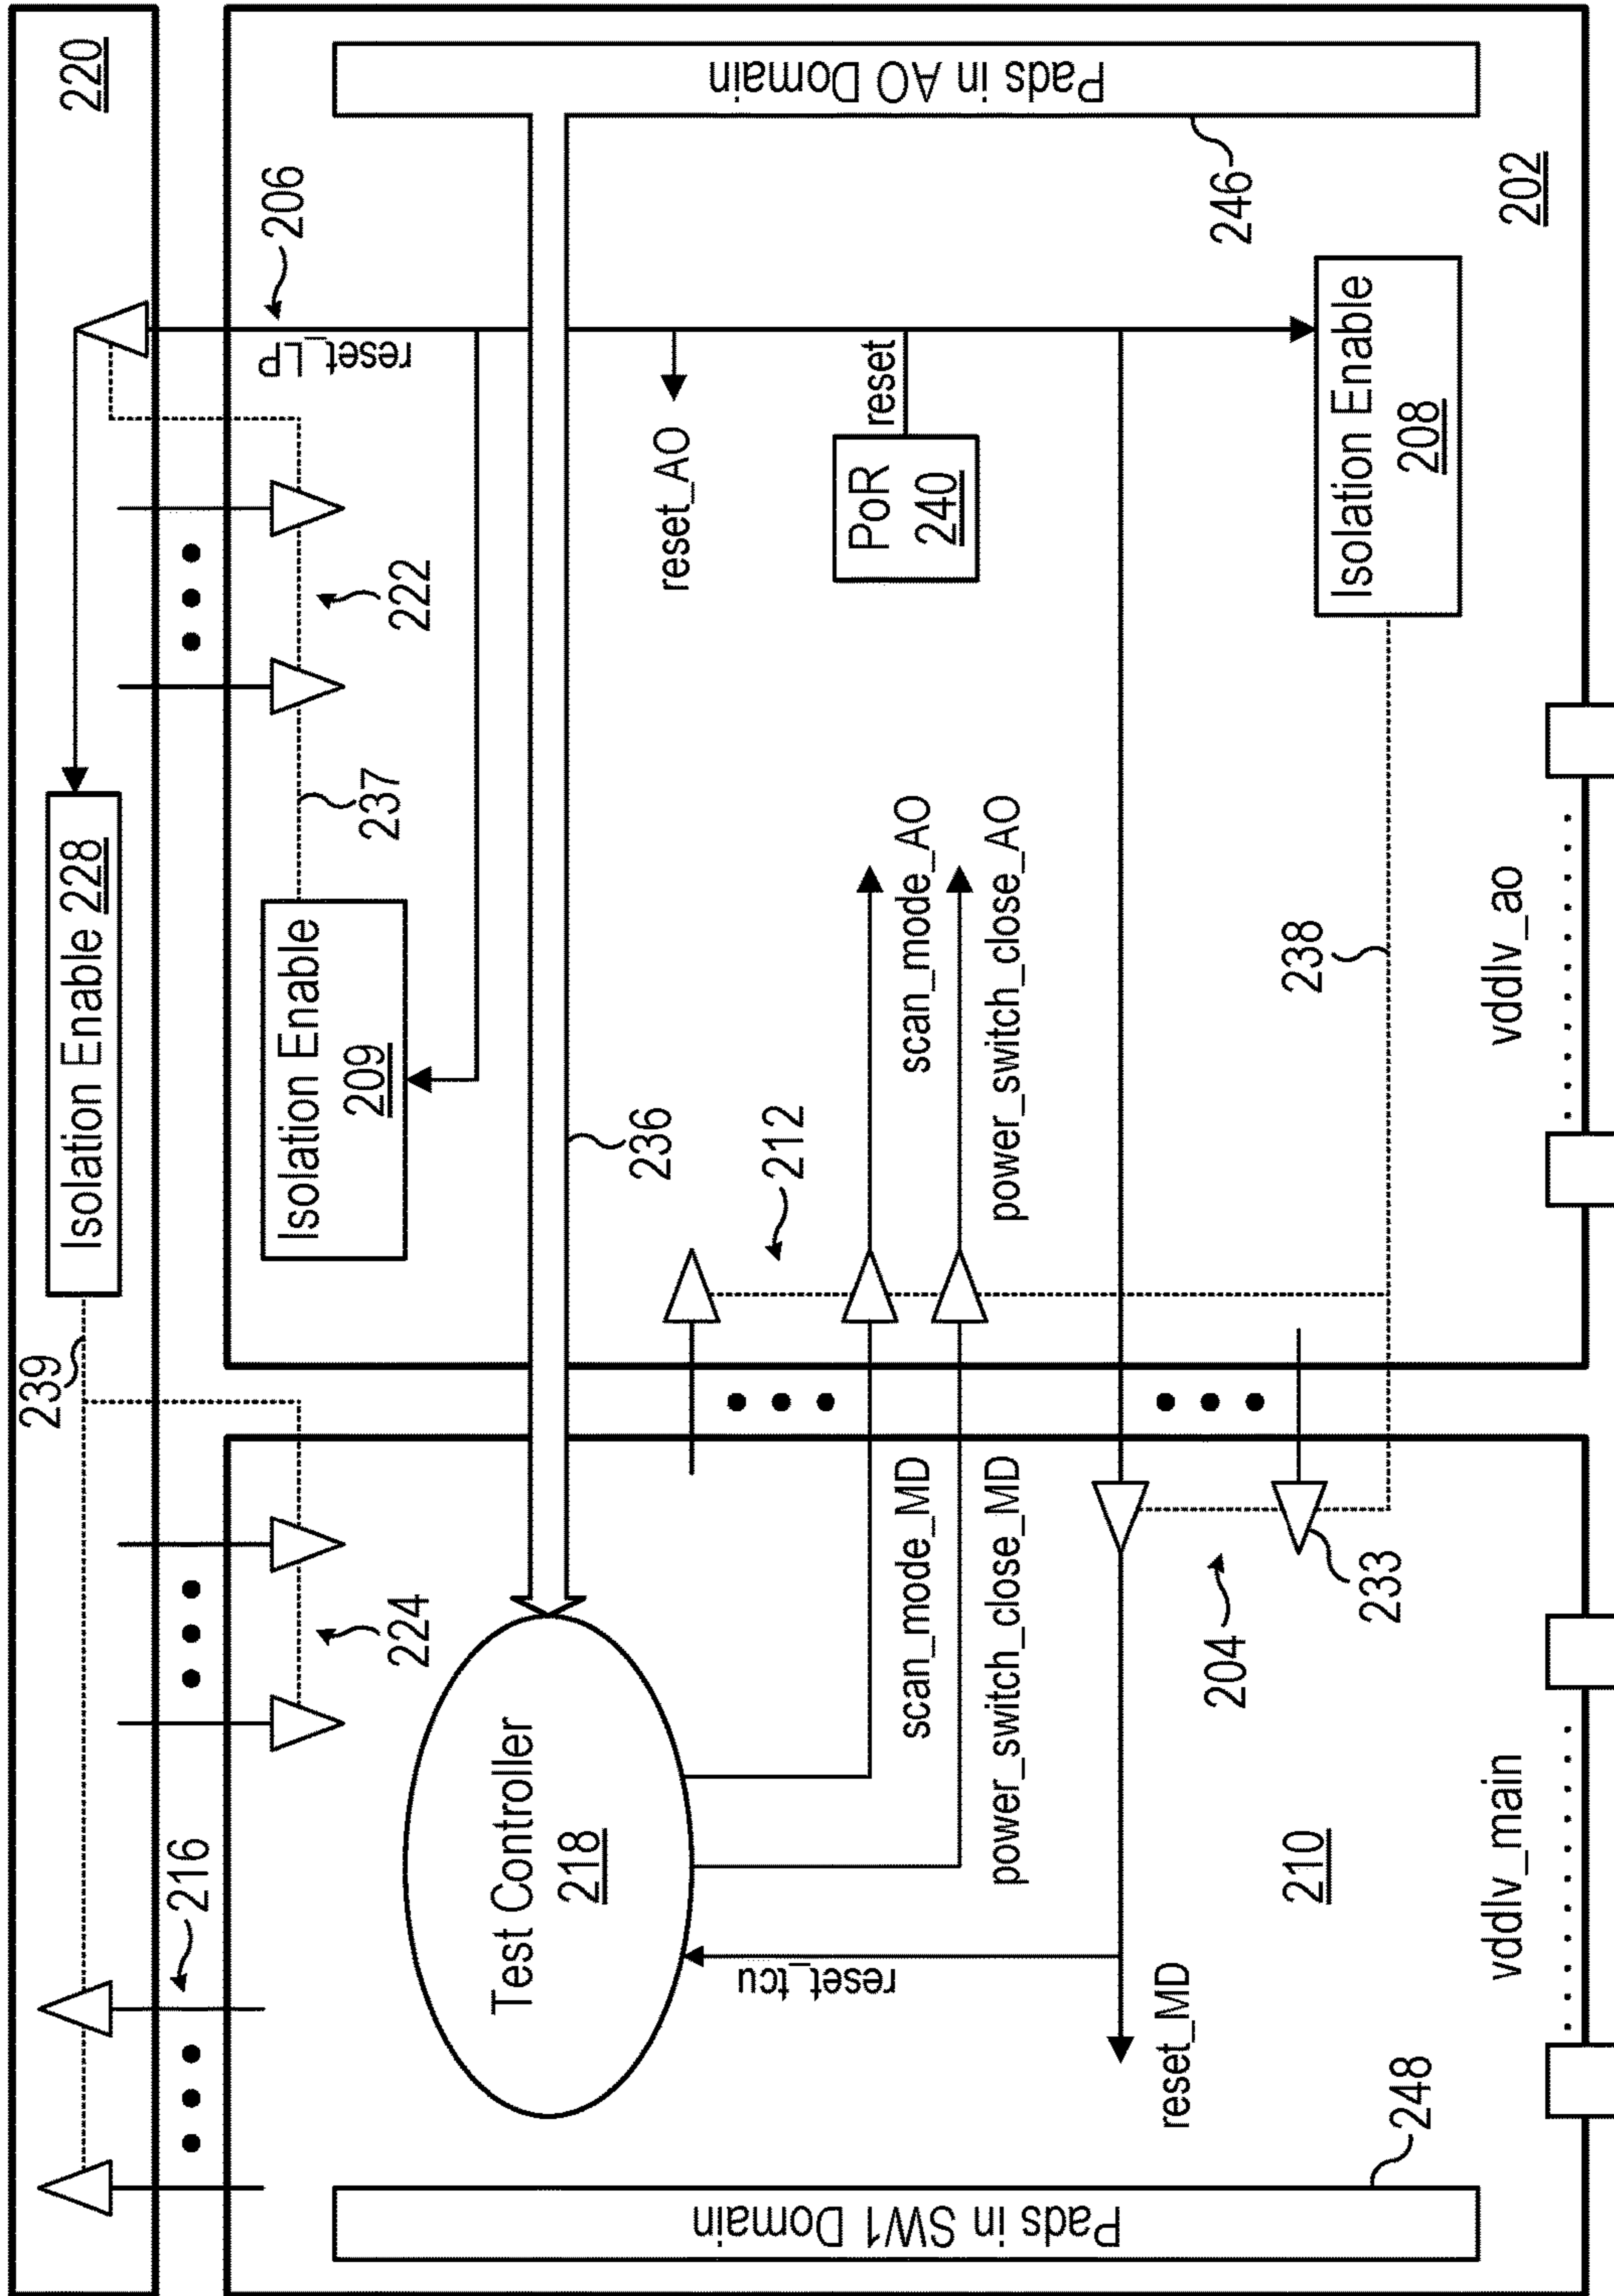 220
239
Isolation Enable 228
216
224
222
237
206
reset_LP
Isolation Enable
209
Pads in SW1 Domain
248
Test Controller
218
236
Pads in AO Domain
246
reset_AO
PoR
240
reset
212
scan_mode_MD
scan_mode_AO
power_switch_close_MD
power_switch_close_AO
reset_tcu
reset_MD
204
233
210
238
Isolation Enable
208
202
vddlv_main
vddlv_ao